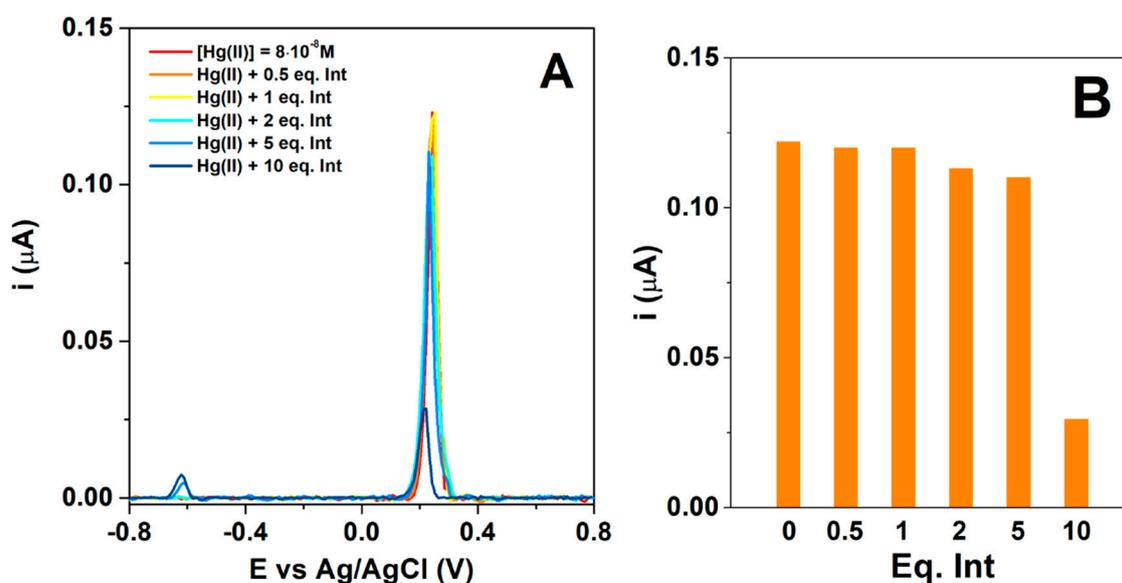 A
[Hg(II)] = 8·10⁻⁸M
Hg(II) + 0.5 eq. Int
Hg(II) + 1 eq. Int
Hg(II) + 2 eq. Int
Hg(II) + 5 eq. Int
Hg(II) + 10 eq. Int
0.15
0.10
0.05
0.00
i (μA)
-0.8 -0.4 0.0 0.4 0.8
E vs Ag/AgCl (V)
B
0.15
0.10
0.05
0.00
i (μA)
0 0.5 1 2 5 10
Eq. Int